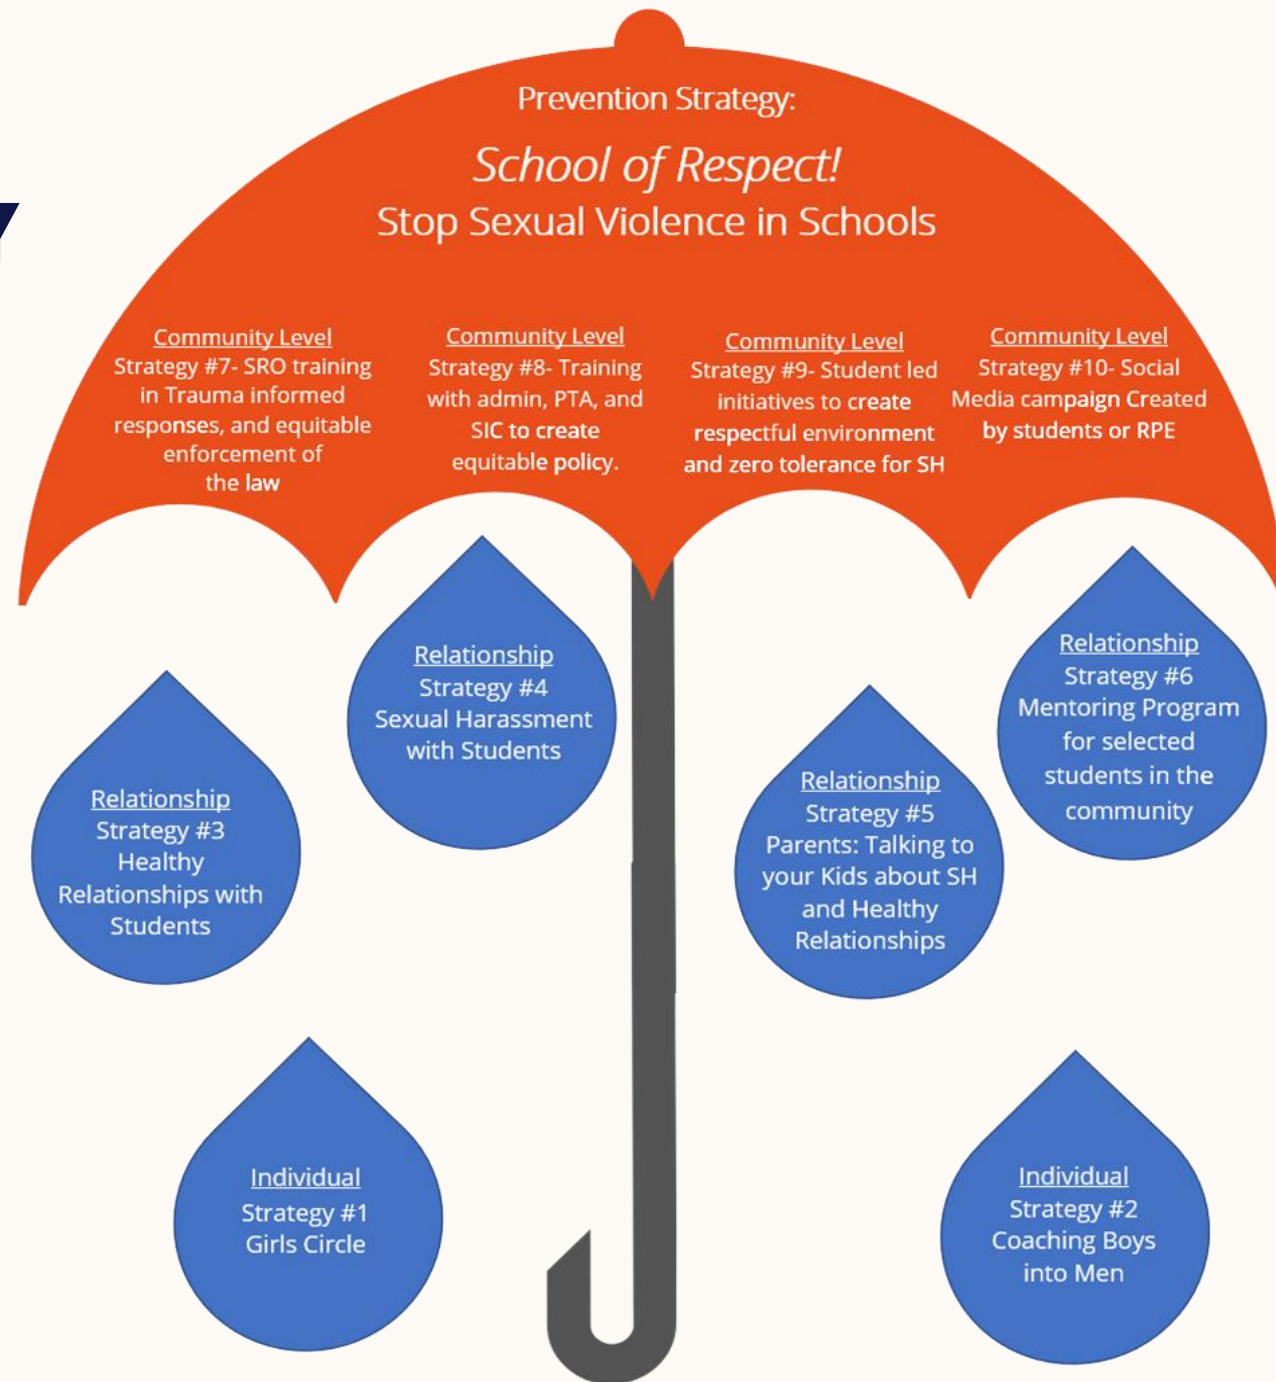 Y
Prevention Strategy:
School of Respect!
Stop Sexual Violence in Schools
Community Level
Strategy #7- SRO training
in Trauma informed
responses, and equitable
enforcement of
the law
Community Level
Strategy #8- Training
with admin, PTA, and
SIC to create
equitable policy.
Community Level
Strategy #9- Student led
initiatives to create
respectful environment
and zero tolerance for SH
Community Level
Strategy #10- Social
Media campaign Created
by students or RPE
Relationship
Strategy #3
Healthy
Relationships with
Students
Relationship
Strategy #4
Sexual Harassment
with Students
Relationship
Strategy #5
Parents: Talking to
your Kids about SH
and Healthy
Relationships
Relationship
Strategy #6
Mentoring Program
for selected
students in the
community
Individual
Strategy #1
Girls Circle
Individual
Strategy #2
Coaching Boys
into Men